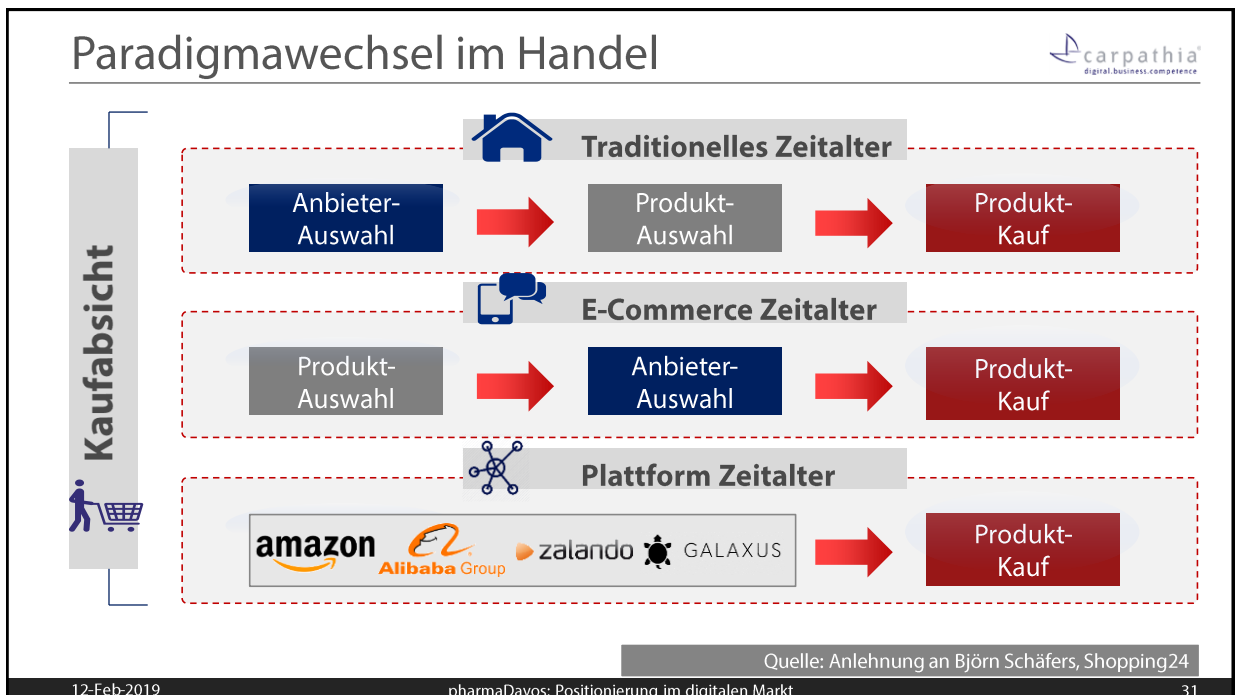 Paradigmawechsel im Handel
carpathia
digital.business.competence
Kaufabsicht
Traditionelles Zeitalter
Anbieter-
Auswahl
Produkt-
Auswahl
Produkt-
Kauf
E-Commerce Zeitalter
Produkt-
Auswahl
Anbieter-
Auswahl
Produkt-
Kauf
Plattform Zeitalter
amazon
Alibaba Group
zalando
GALAXUS
Produkt-
Kauf
Quelle: Anlehnung an Björn Schäfers, Shopping24
12-Feb-2019
pharmaDavos: Positionierung im digitalen Markt
31